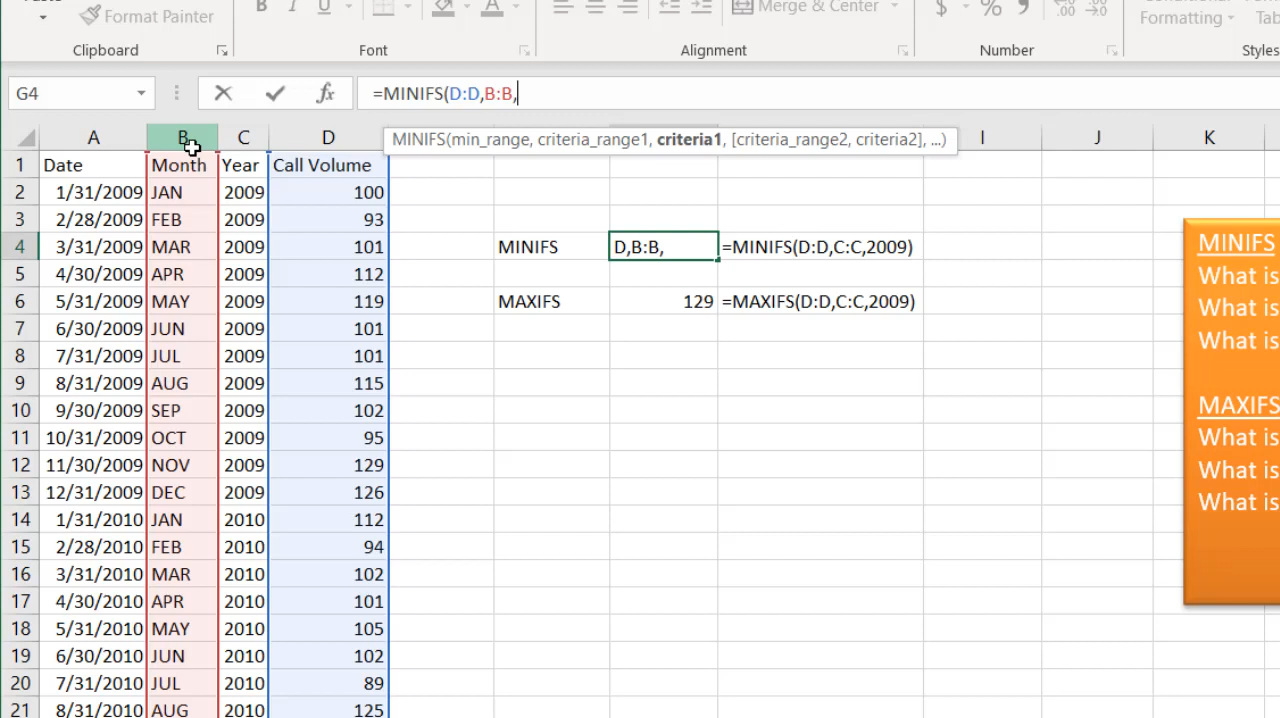 Format Painter
B I U A Merge & Center $ % 9 .00 .00 →0
Formatting
Clipboard Font Alignment Number Styles
G4 fx =MINIFS(D:D,B:B,
A B C D I J K
MINIFS(min_range, criteria_range1, criteria1, [criteria_range2, criteria2], ...)
1 Date Month Year Call Volume
2 1/31/2009 JAN 2009 100
3 2/28/2009 FEB 2009 93
4 3/31/2009 MAR 2009 101 MINIFS D,B:B, =MINIFS(D:D,C:C,2009)
5 4/30/2009 APR 2009 112
6 5/31/2009 MAY 2009 119 MAXIFS 129 =MAXIFS(D:D,C:C,2009)
7 6/30/2009 JUN 2009 101
8 7/31/2009 JUL 2009 101
9 8/31/2009 AUG 2009 115
10 9/30/2009 SEP 2009 102
11 10/31/2009 OCT 2009 95
12 11/30/2009 NOV 2009 129
13 12/31/2009 DEC 2009 126
14 1/31/2010 JAN 2010 112
15 2/28/2010 FEB 2010 94
16 3/31/2010 MAR 2010 102
17 4/30/2010 APR 2010 101
18 5/31/2010 MAY 2010 105
19 6/30/2010 JUN 2010 102
20 7/31/2010 JUL 2010 89
21 8/31/2010 AUG 2010 125
MINIFS
What is
What is
What is
MAXIFS
What is
What is
What is